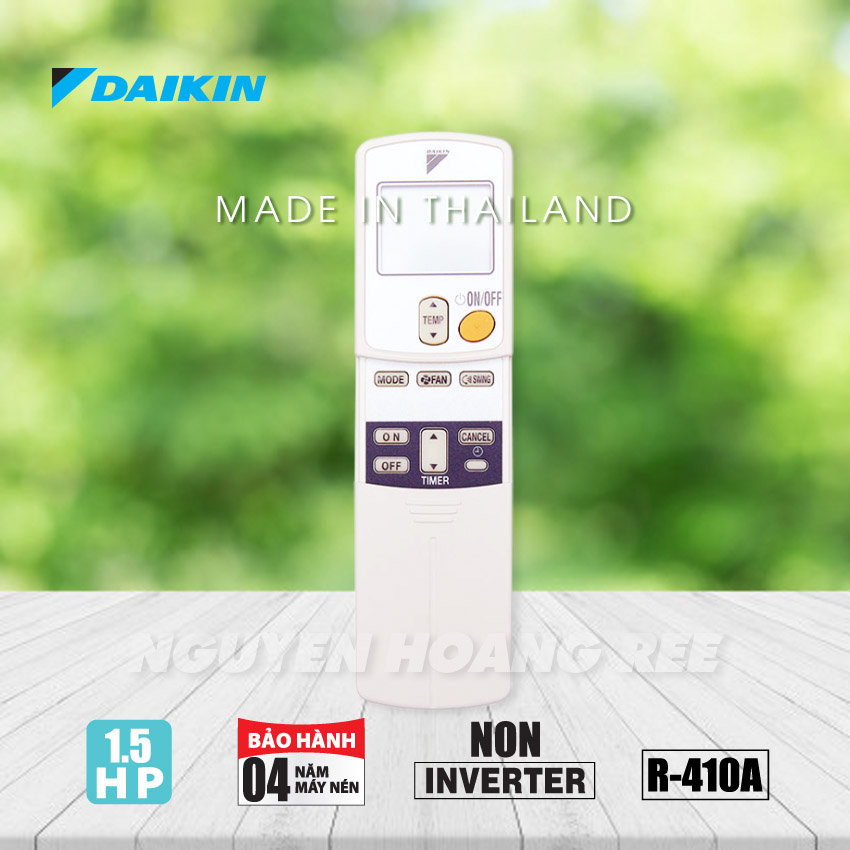 DAIKIN
DAIKIN
MADE IN THAILAND
ON/OFF
TEMP
MODE
FAN
SWING
ON
CANCEL
OFF
TIMER
NGUYEN HOANG REE
1.5
HP
BẢO HÀNH
04 NĂM
MÁY NÉN
NON
INVERTER
R-410A